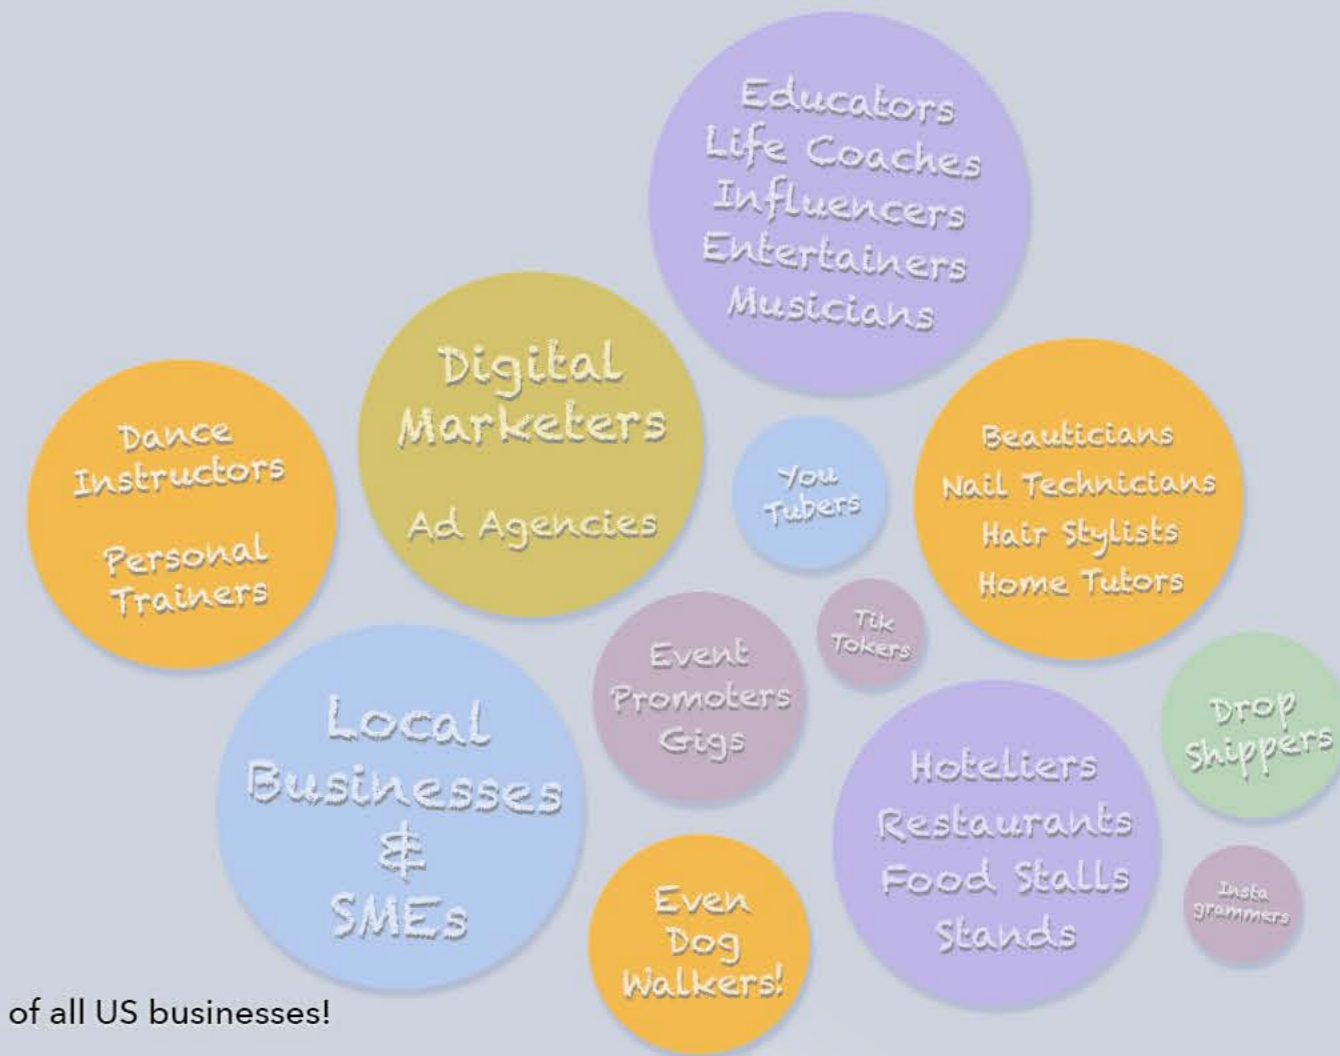 Educators
Life Coaches
Influencers
Entertainers
Musicians
Digital
Marketers
Ad Agencies
Dance
Instructors
Personal
Trainers
You
Tubers
Beauticians
Nail Technicians
Hair Stylists
Home Tutors
Tik
Tokers
Event
Promoters
Gigs
Local
Businesses
&
SMEs
Drop
Shippers
Hoteliers
Restaurants
Food Stalls
Stands
Insta
grammers
Even
Dog
Walkers!
of all US businesses!